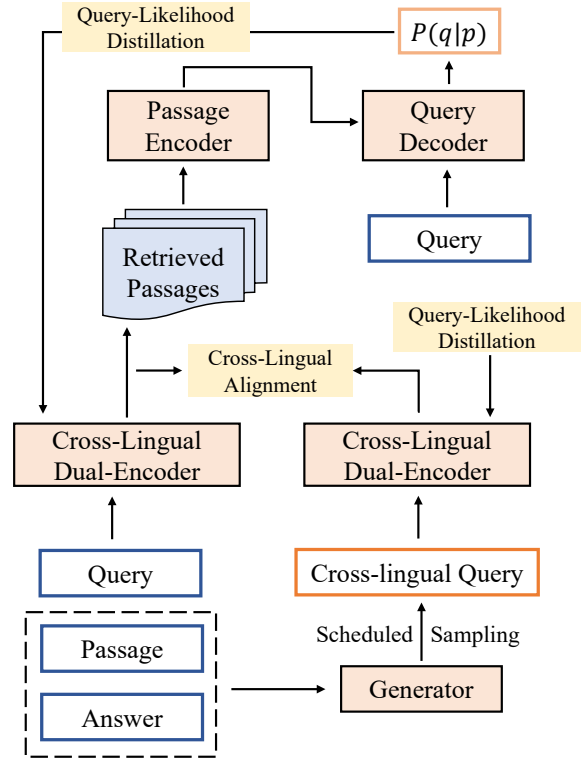 Query-Likelihood
Distillation
P(q|p)
Passage
Encoder
Query
Decoder
Retrieved
Passages
Query
Query-Likelihood
Distillation
Cross-Lingual
Alignment
Cross-Lingual
Dual-Encoder
Cross-Lingual
Dual-Encoder
Query
Cross-lingual Query
Passage
Scheduled Sampling
Answer
Generator